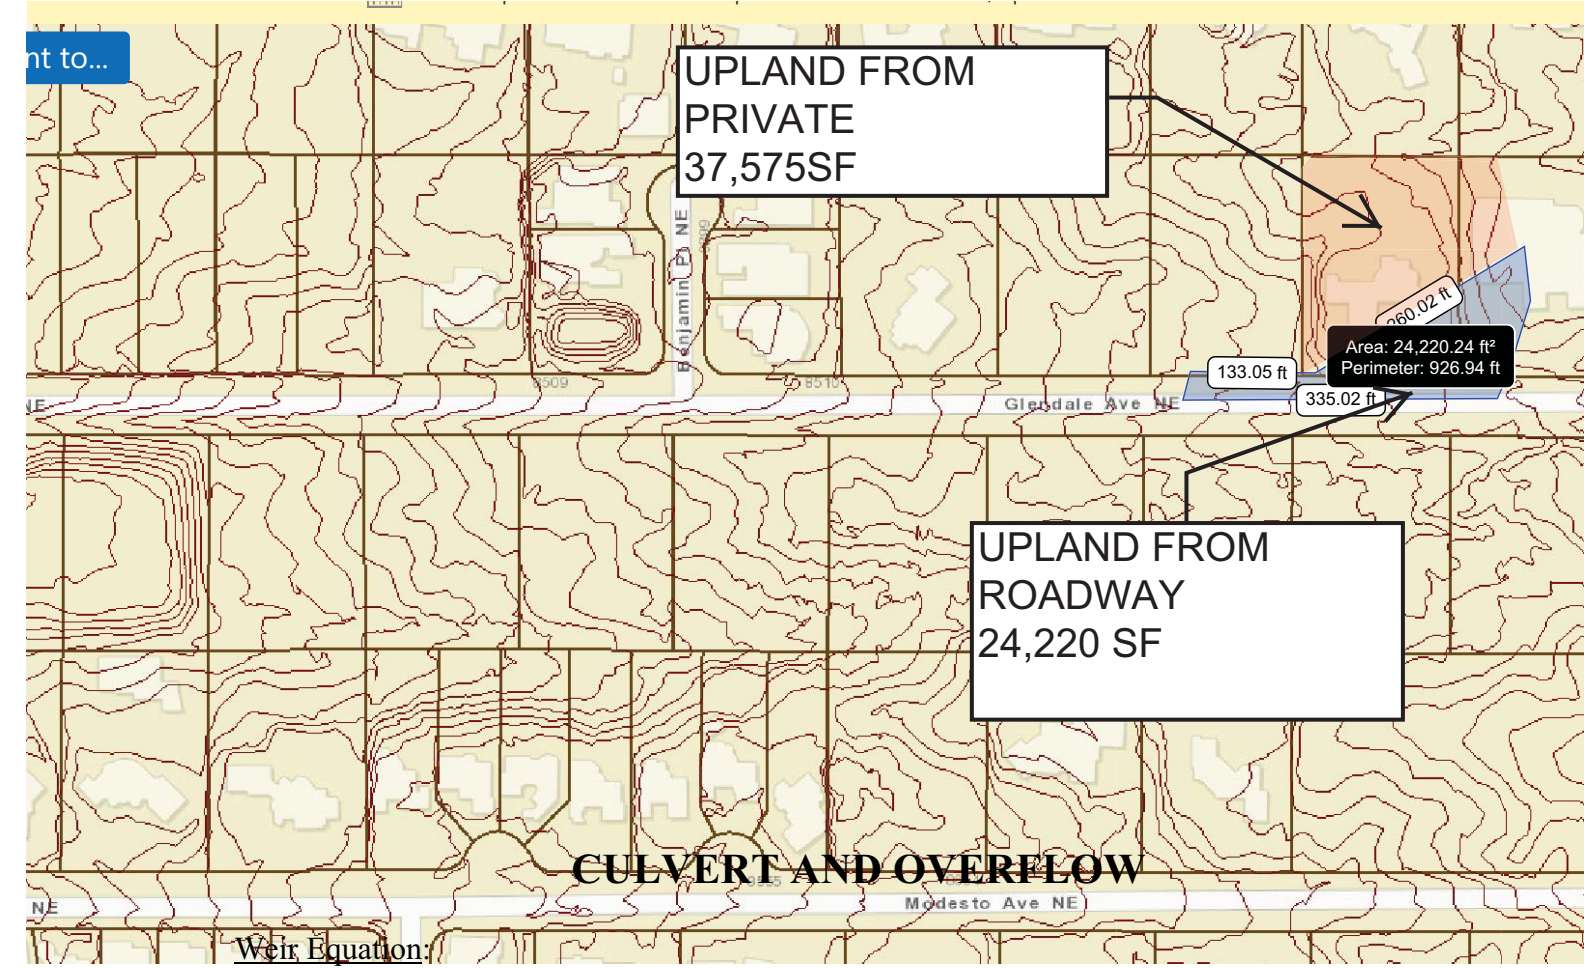 nt to...
UPLAND FROM
PRIVATE
37,575SF
Benjamin Pl NE
260.02 ft
Area: 24,220.24 ft²
Perimeter: 926.94 ft
133.05 ft
335.02 ft
8509
8510
NE
Glendale Ave NE
UPLAND FROM
ROADWAY
24,220 SF
CULVERT AND OVERFLOW
NE
Modesto Ave NE
Weir Equation: